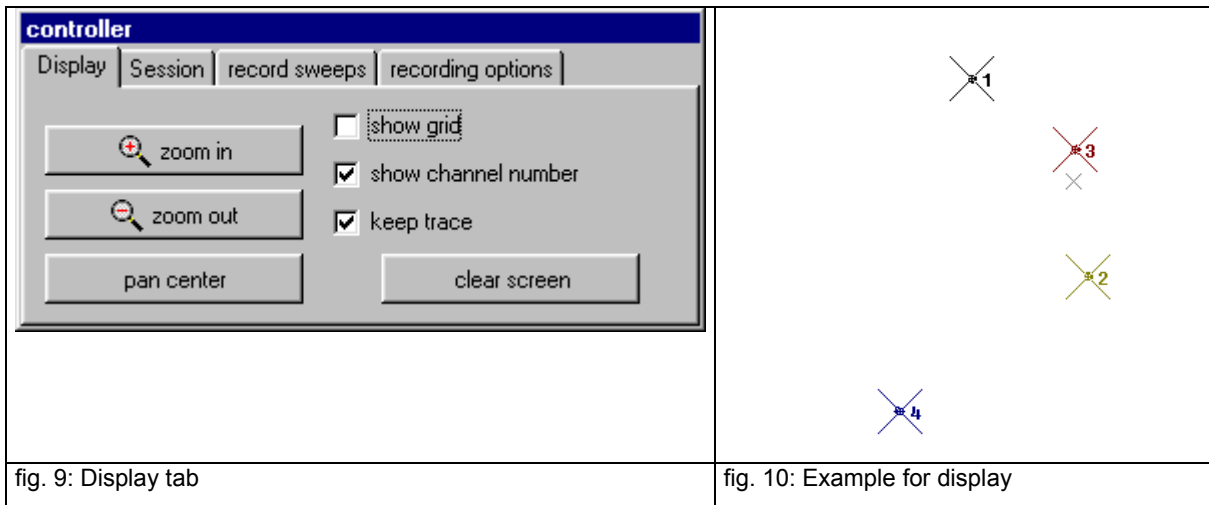 controller
Display Session record sweeps recording options
zoom in
show grid
show channel number
zoom out
keep trace
pan center
clear screen
1
3
2
4
fig. 9: Display tab
fig. 10: Example for display